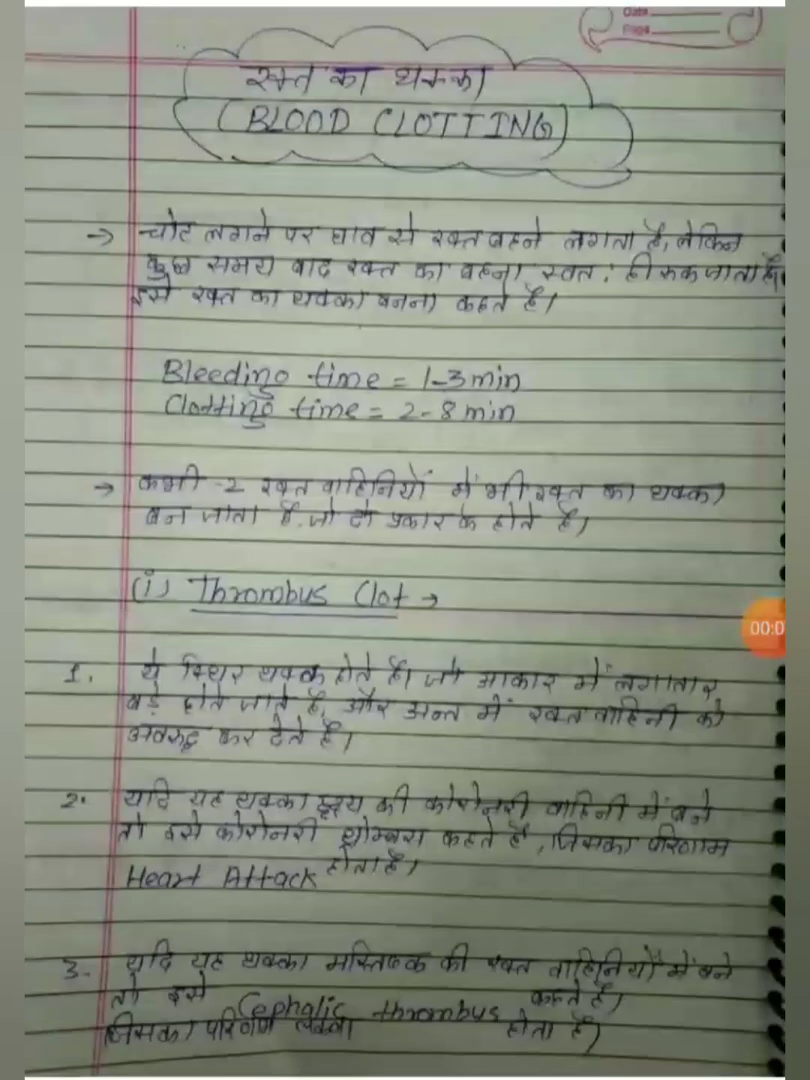 Date
Page
रक्त का थक्का
(BLOOD CLOTTING)
→ चोट लगने पर घाव से रक्त बहने लगता है, लेकिन
कुछ समय बाद रक्त का बहना स्वत: ही रुक जाता है।
इसे रक्त का थक्का बनना कहते है।
Bleeding time = 1-3 min
Clotting time = 2-8 min
→ कभी -2 रक्त वाहिनियों में भी रक्त का थक्का
बन जाता है. जो दो प्रकार के होते है।
(i) Thrombus Clot →
1. ये स्थिर थक्के होते है। जो आकार में लगातार
बड़े होते जाते है, और अन्त में रक्त वाहिनी को
अवरुद्ध कर देते है।
2. यदि यह थक्का हृदय की कोरोनरी वाहिनी में बने
तो इसे कोरोनरी थ्रोम्बस कहते है, जिसका परिणाम
Heart Attack होता है।
3. यदि यह थक्का मस्तिष्क की रक्त वाहिनियों में बने
तो इसे Cephalic thrombus कहते है।
जिसका परिणाम लकवा होता है।
00:0